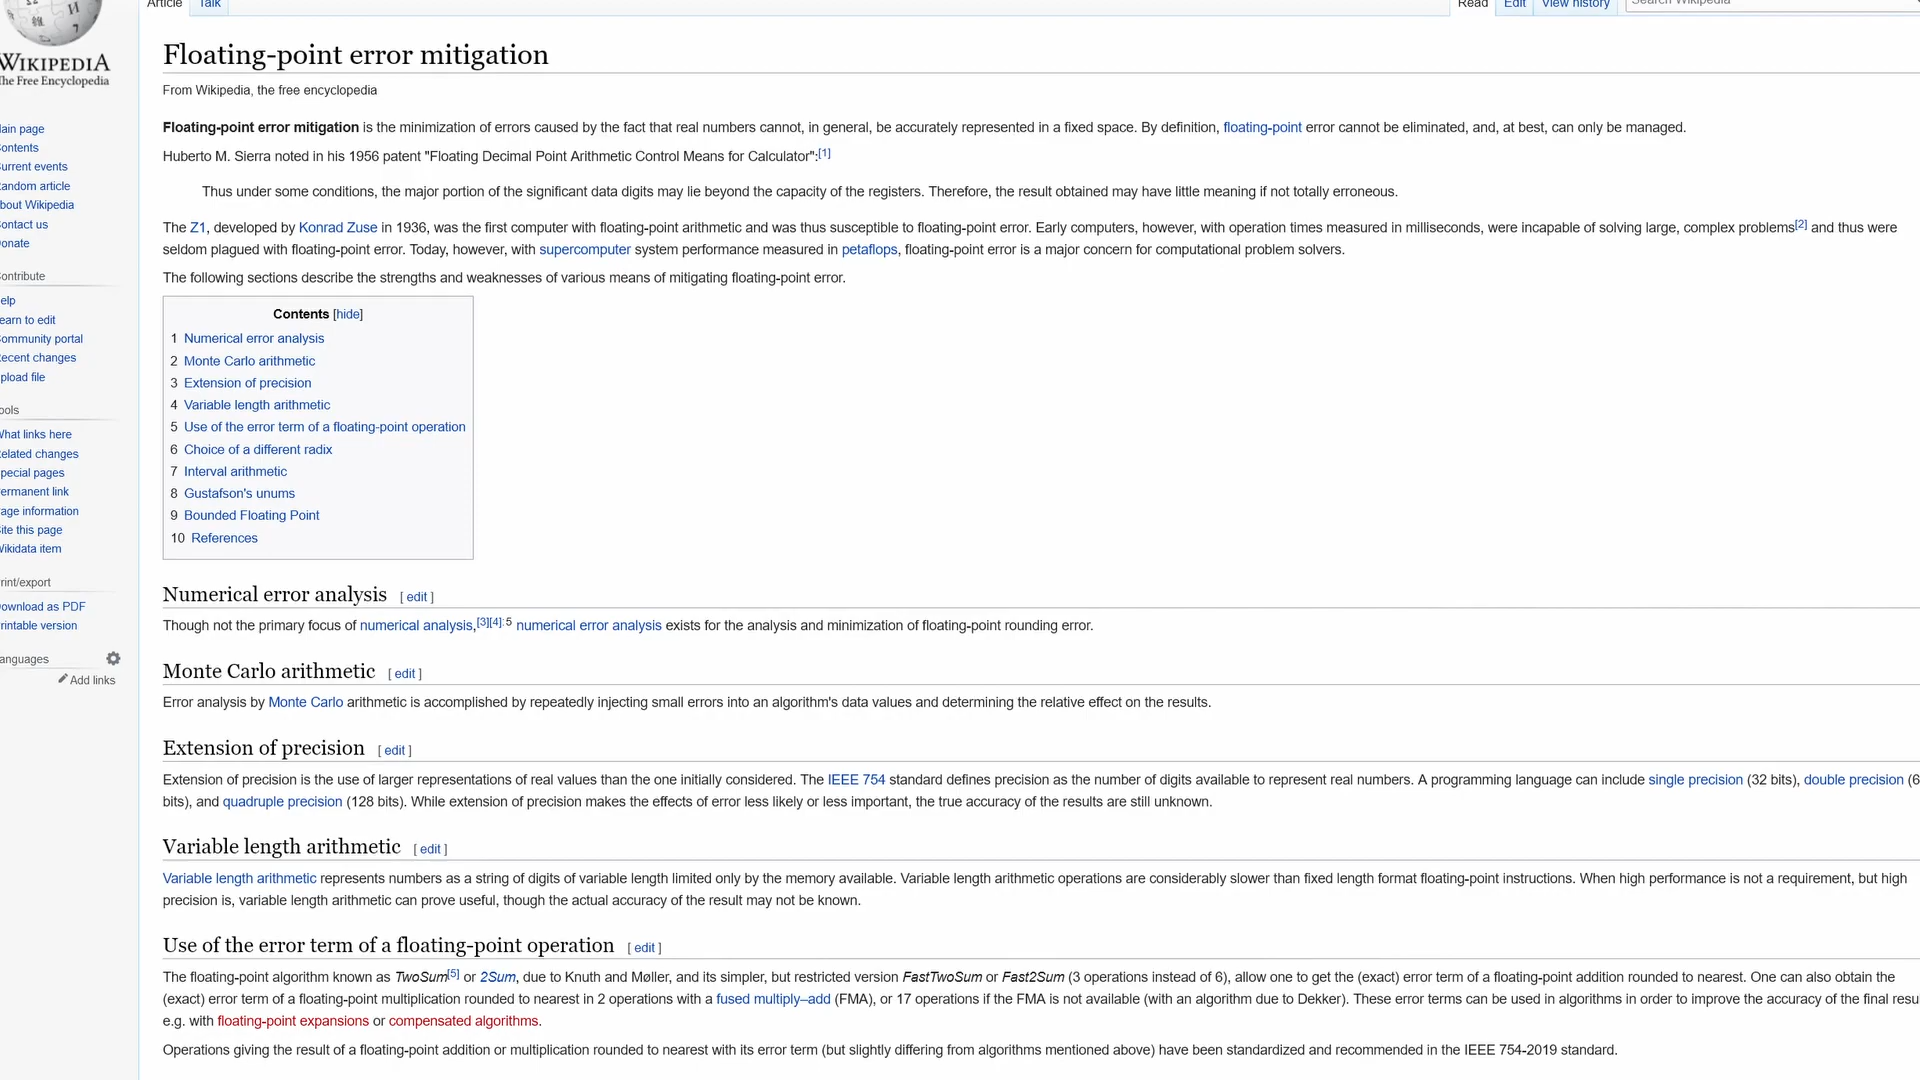 Article Talk Read Edit View history Search Wikipedia
WIKIPEDIA
The Free Encyclopedia
Floating-point error mitigation
From Wikipedia, the free encyclopedia
Floating-point error mitigation is the minimization of errors caused by the fact that real numbers cannot, in general, be accurately represented in a fixed space. By definition, floating-point error cannot be eliminated, and, at best, can only be managed.
Huberto M. Sierra noted in his 1956 patent "Floating Decimal Point Arithmetic Control Means for Calculator":[1]
Thus under some conditions, the major portion of the significant data digits may lie beyond the capacity of the registers. Therefore, the result obtained may have little meaning if not totally erroneous.
The Z1, developed by Konrad Zuse in 1936, was the first computer with floating-point arithmetic and was thus susceptible to floating-point error. Early computers, however, with operation times measured in milliseconds, were incapable of solving large, complex problems[2] and thus were
seldom plagued with floating-point error. Today, however, with supercomputer system performance measured in petaflops, floating-point error is a major concern for computational problem solvers.
The following sections describe the strengths and weaknesses of various means of mitigating floating-point error.
Contents [hide]
1 Numerical error analysis
2 Monte Carlo arithmetic
3 Extension of precision
4 Variable length arithmetic
5 Use of the error term of a floating-point operation
6 Choice of a different radix
7 Interval arithmetic
8 Gustafson's unums
9 Bounded Floating Point
10 References
Numerical error analysis [ edit ]
Though not the primary focus of numerical analysis,[3][4]:5 numerical error analysis exists for the analysis and minimization of floating-point rounding error.
Monte Carlo arithmetic [ edit ]
Error analysis by Monte Carlo arithmetic is accomplished by repeatedly injecting small errors into an algorithm's data values and determining the relative effect on the results.
Extension of precision [ edit ]
Extension of precision is the use of larger representations of real values than the one initially considered. The IEEE 754 standard defines precision as the number of digits available to represent real numbers. A programming language can include single precision (32 bits), double precision (6
bits), and quadruple precision (128 bits). While extension of precision makes the effects of error less likely or less important, the true accuracy of the results are still unknown.
Variable length arithmetic [ edit ]
Variable length arithmetic represents numbers as a string of digits of variable length limited only by the memory available. Variable length arithmetic operations are considerably slower than fixed length format floating-point instructions. When high performance is not a requirement, but high
precision is, variable length arithmetic can prove useful, though the actual accuracy of the result may not be known.
Use of the error term of a floating-point operation [ edit ]
The floating-point algorithm known as TwoSum[5] or 2Sum, due to Knuth and Møller, and its simpler, but restricted version FastTwoSum or Fast2Sum (3 operations instead of 6), allow one to get the (exact) error term of a floating-point addition rounded to nearest. One can also obtain the
(exact) error term of a floating-point multiplication rounded to nearest in 2 operations with a fused multiply–add (FMA), or 17 operations if the FMA is not available (with an algorithm due to Dekker). These error terms can be used in algorithms in order to improve the accuracy of the final resu
e.g. with floating-point expansions or compensated algorithms.
Operations giving the result of a floating-point addition or multiplication rounded to nearest with its error term (but slightly differing from algorithms mentioned above) have been standardized and recommended in the IEEE 754-2019 standard.
ain page
ontents
urrent events
andom article
bout Wikipedia
ontact us
onate
ontribute
elp
earn to edit
ommunity portal
ecent changes
pload file
ools
hat links here
elated changes
pecial pages
ermanent link
age information
ite this page
ikidata item
rint/export
ownload as PDF
rintable version
anguages
Add links